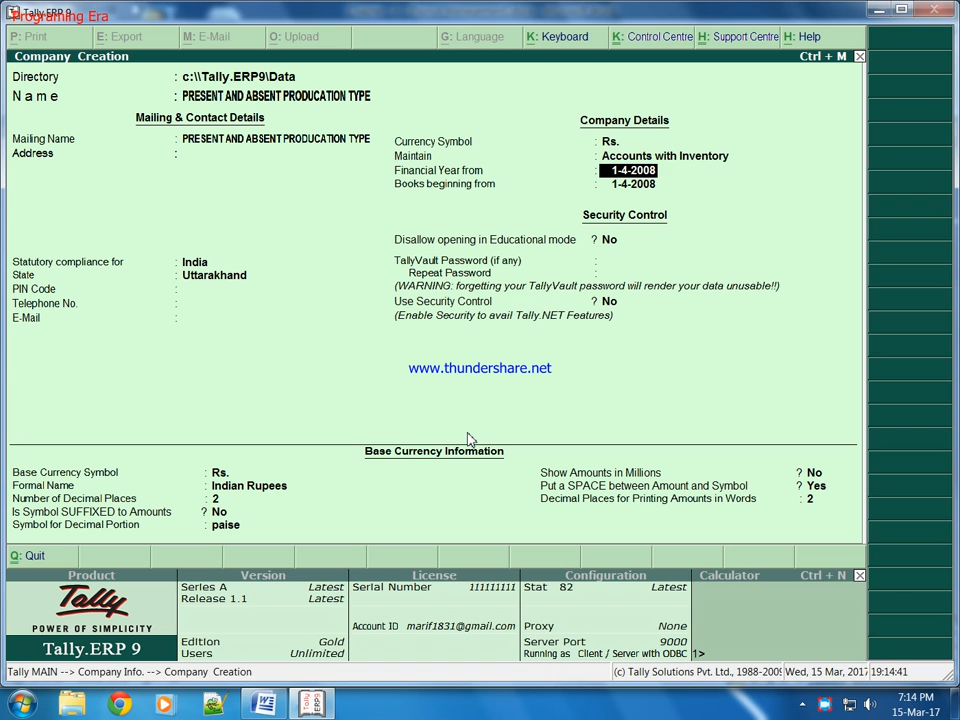 Tally.ERP 9
Programing Era
P: Print E: Export M: E-Mail O: Upload G: Language K: Keyboard K: Control Centre H: Support Centre H: Help
Company Creation Ctrl + M
Directory : c:\\Tally.ERP9\Data
Name : PRESENT AND ABSENT PRODUCATION TYPE
Mailing & Contact Details
Company Details
Mailing Name : PRESENT AND ABSENT PRODUCATION TYPE
Address :
Currency Symbol : Rs.
Maintain : Accounts with Inventory
Financial Year from : 1-4-2008
Books beginning from : 1-4-2008
Security Control
Disallow opening in Educational mode ? No
Statutory compliance for : India
State : Uttarakhand
PIN Code :
Telephone No. :
E-Mail :
TallyVault Password (if any) :
Repeat Password :
(WARNING: forgetting your TallyVault password will render your data unusable!!)
Use Security Control ? No
(Enable Security to avail Tally.NET Features)
www.thundershare.net
Base Currency Information
Base Currency Symbol : Rs.
Formal Name : Indian Rupees
Number of Decimal Places : 2
Is Symbol SUFFIXED to Amounts ? No
Symbol for Decimal Portion : paise
Show Amounts in Millions ? No
Put a SPACE between Amount and Symbol ? Yes
Decimal Places for Printing Amounts in Words : 2
Q: Quit
Product Version License Configuration Calculator Ctrl + N
Tally
POWER OF SIMPLICITY
Tally.ERP 9
Series A Latest
Release 1.1 Latest
Edition Gold
Users Unlimited
Serial Number 111111111
Account ID marif1831@gmail.com
Stat 82 Latest
Proxy None
Server Port 9000
Running as Client / Server with ODBC
1>
Tally MAIN --> Company Info. --> Company Creation (c) Tally Solutions Pvt. Ltd., 1988-2009 Wed, 15 Mar, 2017 19:14:41
7:14 PM
15-Mar-17